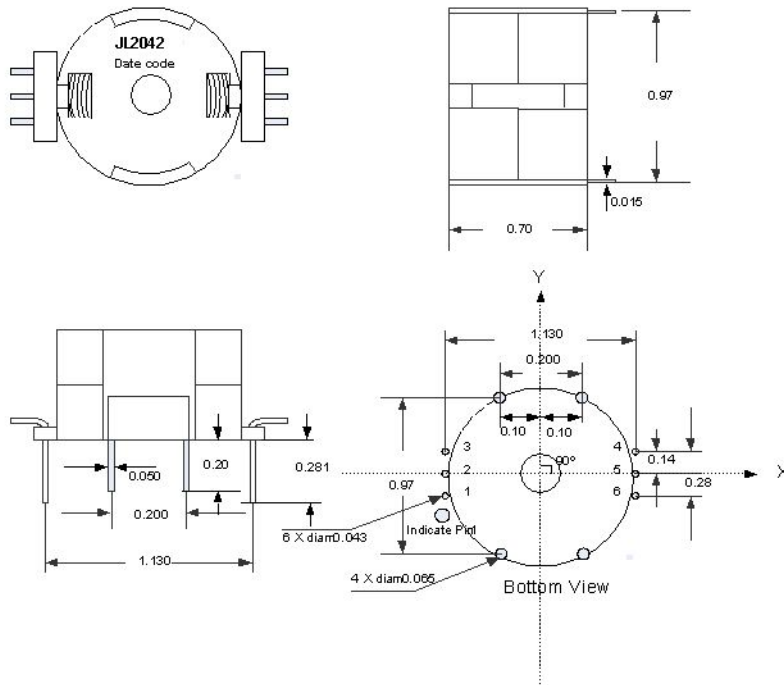 JL2042
Date code
0.97
0.015
0.70
Y
1.130
0.200
0.10 0.10
3 4
90°
0.14
2 5 X
0.28
0.97
1 6
Indicate Pin1
6 X diam0.043
4 X diam0.065
Bottom View
0.050
0.20
0.281
0.200
1.130